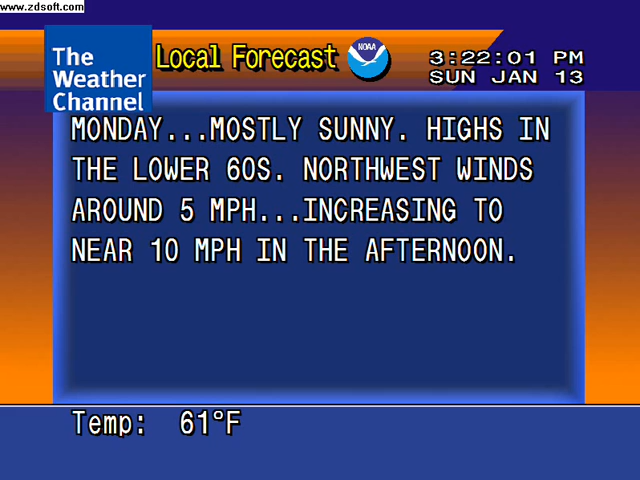 www.zdsoft.com
The
Weather
Channel
Local Forecast
NOAA
3:22:01 PM
SUN JAN 13
MONDAY...MOSTLY SUNNY. HIGHS IN
THE LOWER 60S. NORTHWEST WINDS
AROUND 5 MPH...INCREASING TO
NEAR 10 MPH IN THE AFTERNOON.
Temp: 61°F